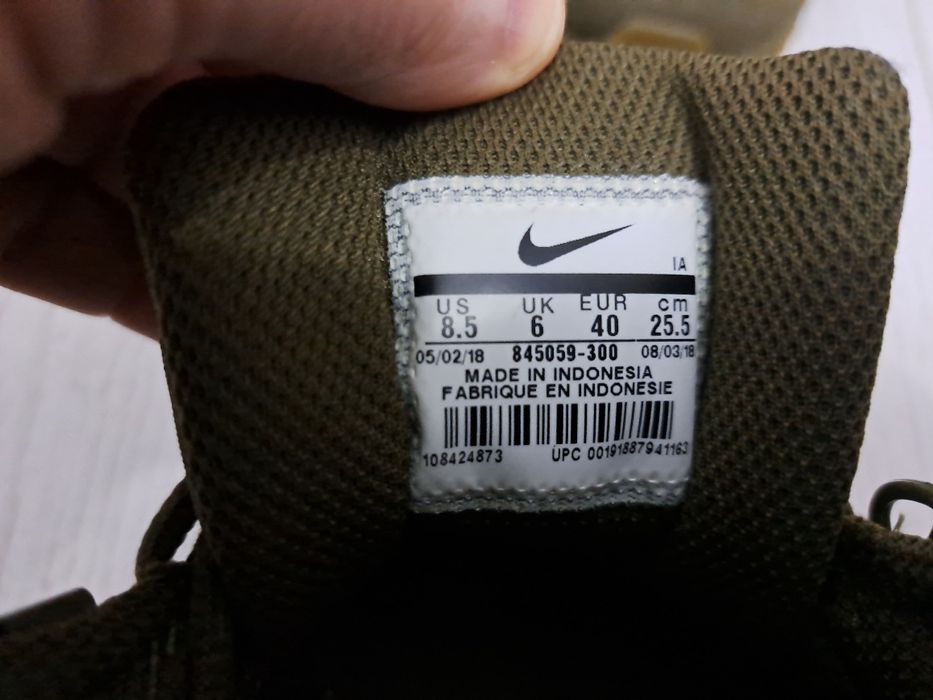 IA
US UK EUR cm
8.5 6 40 25.5
05/02/18 845059-300 08/03/18
MADE IN INDONESIA
FABRIQUE EN INDONESIE
108424873 UPC 00191887941163